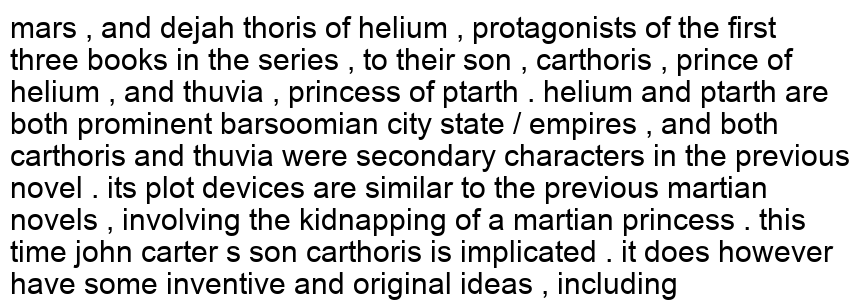 mars , and dejah thoris of helium , protagonists of the first
three books in the series , to their son , carthoris , prince of
helium , and thuvia , princess of ptarth . helium and ptarth are
both prominent barsoomian city state / empires , and both
carthoris and thuvia were secondary characters in the previous
novel . its plot devices are similar to the previous martian
novels , involving the kidnapping of a martian princess . this
time john carter s son carthoris is implicated . it does however
have some inventive and original ideas , including